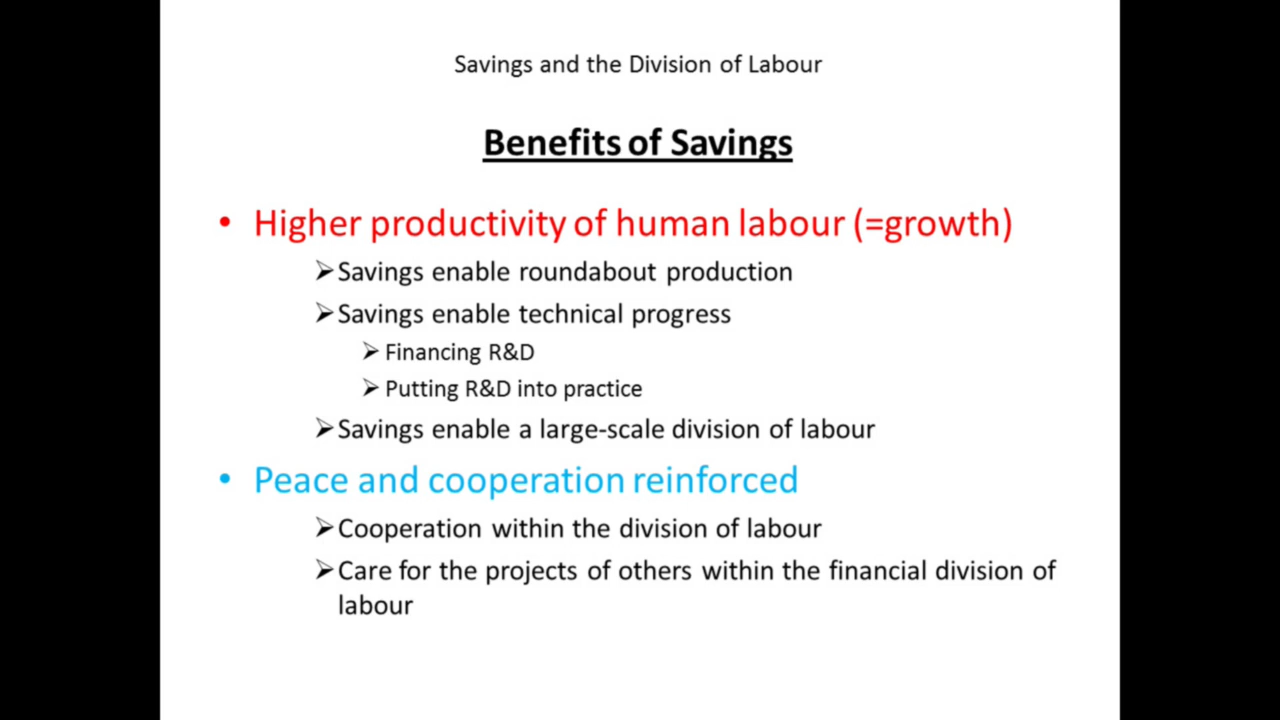 Savings and the Division of Labour
Benefits of Savings
• Higher productivity of human labour (=growth)
➢Savings enable roundabout production
➢Savings enable technical progress
➢Financing R&D
➢Putting R&D into practice
➢Savings enable a large-scale division of labour
• Peace and cooperation reinforced
➢Cooperation within the division of labour
➢Care for the projects of others within the financial division of
labour